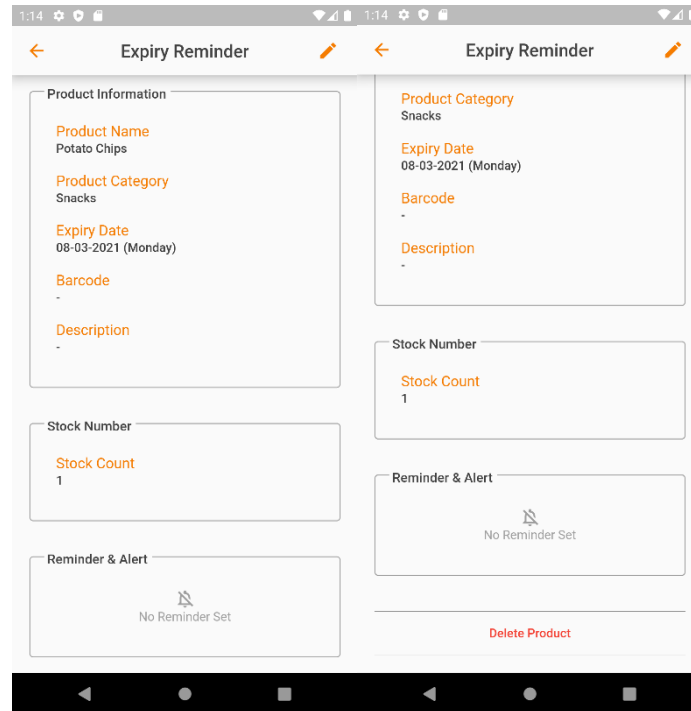 1:14
Expiry Reminder
Product Information
Product Name
Potato Chips
Product Category
Snacks
Expiry Date
08-03-2021 (Monday)
Barcode
-
Description
-
Stock Number
Stock Count
1
Reminder & Alert
No Reminder Set
1:14
Expiry Reminder
Product Category
Snacks
Expiry Date
08-03-2021 (Monday)
Barcode
-
Description
-
Stock Number
Stock Count
1
Reminder & Alert
No Reminder Set
Delete Product